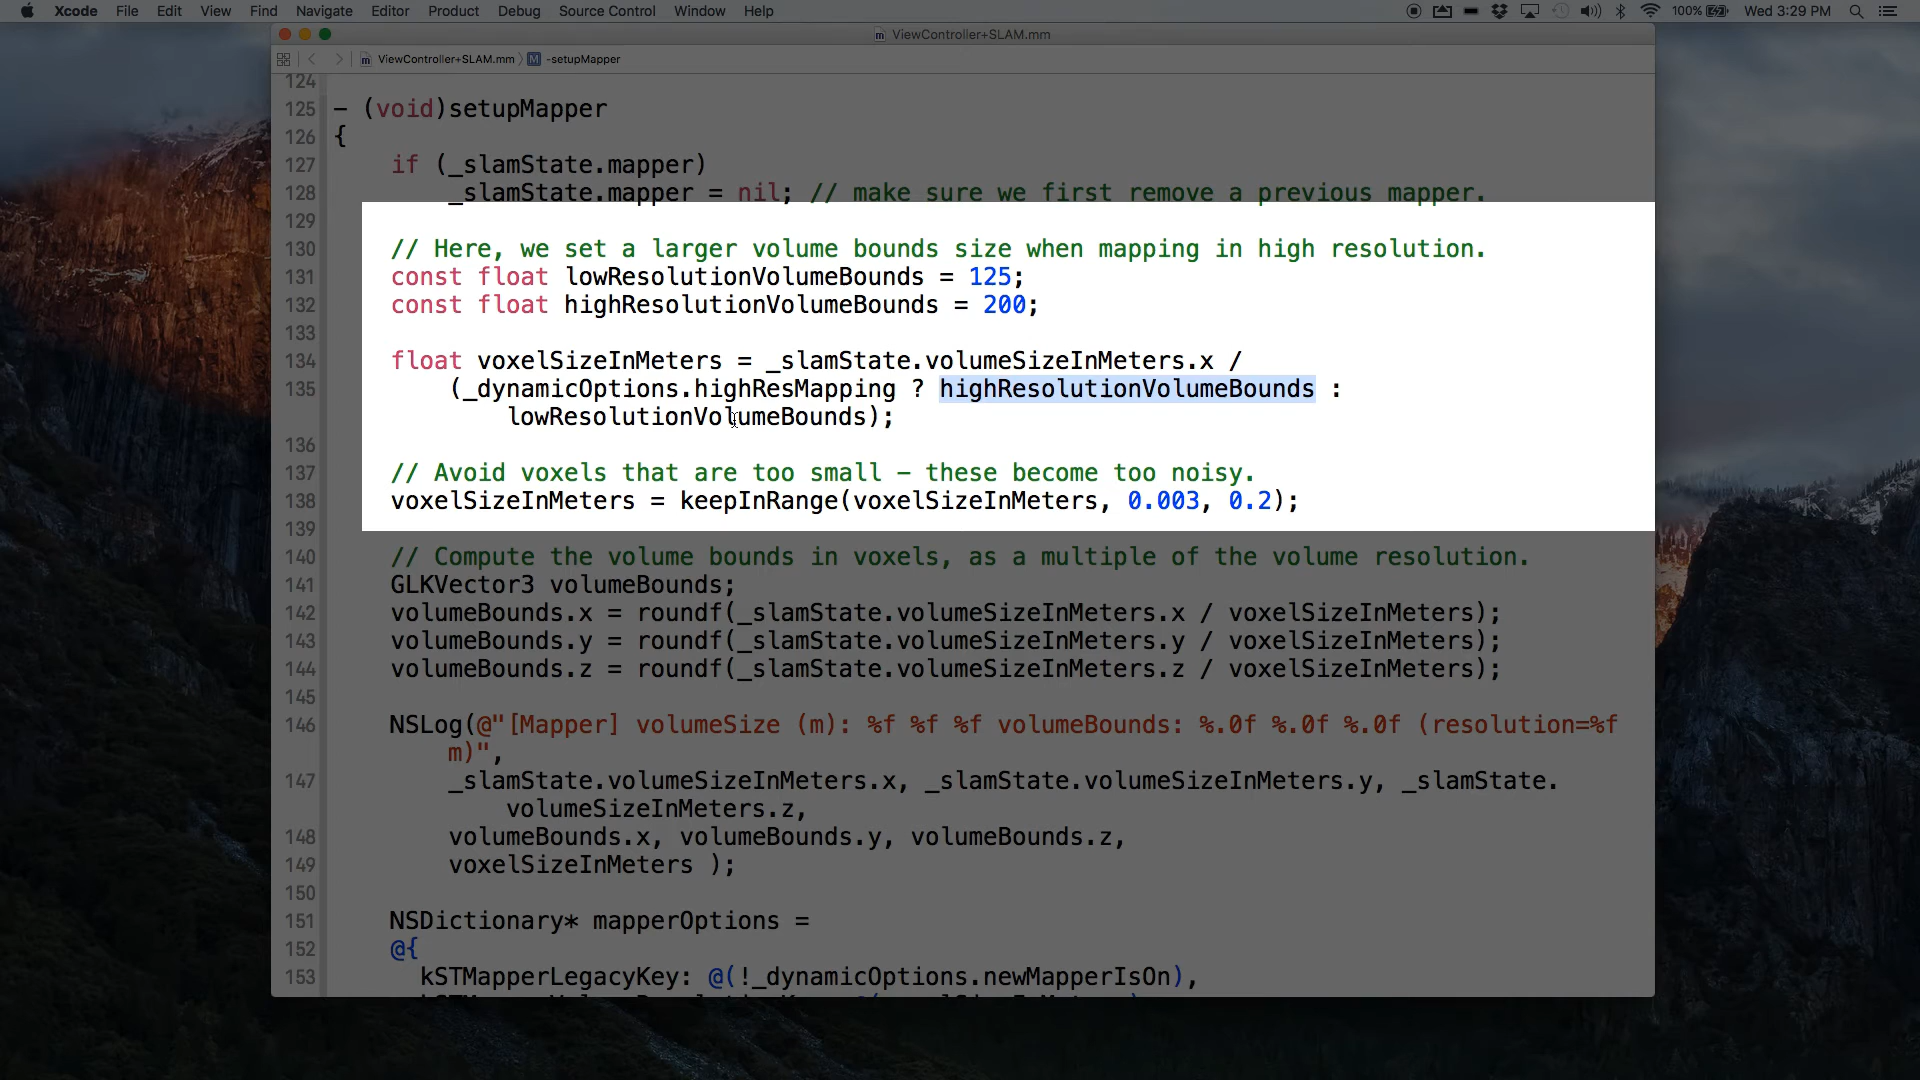 Xcode File Edit View Find Navigate Editor Product Debug Source Control Window Help 100% Wed 3:29 PM
ViewController+SLAM.mm
ViewController+SLAM.mm -setupMapper
124
125 - (void)setupMapper
126 {
127 if (_slamState.mapper)
128 _slamState.mapper = nil; // make sure we first remove a previous mapper.
129
130 // Here, we set a larger volume bounds size when mapping in high resolution.
131 const float lowResolutionVolumeBounds = 125;
132 const float highResolutionVolumeBounds = 200;
133
134 float voxelSizeInMeters = _slamState.volumeSizeInMeters.x /
135 (_dynamicOptions.highResMapping ? highResolutionVolumeBounds :
lowResolutionVolumeBounds);
136
137 // Avoid voxels that are too small – these become too noisy.
138 voxelSizeInMeters = keepInRange(voxelSizeInMeters, 0.003, 0.2);
139
140 // Compute the volume bounds in voxels, as a multiple of the volume resolution.
141 GLKVector3 volumeBounds;
142 volumeBounds.x = roundf(_slamState.volumeSizeInMeters.x / voxelSizeInMeters);
143 volumeBounds.y = roundf(_slamState.volumeSizeInMeters.y / voxelSizeInMeters);
144 volumeBounds.z = roundf(_slamState.volumeSizeInMeters.z / voxelSizeInMeters);
145
146 NSLog(@"[Mapper] volumeSize (m): %f %f %f volumeBounds: %.0f %.0f %.0f (resolution=%f
m)",
147 _slamState.volumeSizeInMeters.x, _slamState.volumeSizeInMeters.y, _slamState.
volumeSizeInMeters.z,
148 volumeBounds.x, volumeBounds.y, volumeBounds.z,
149 voxelSizeInMeters );
150
151 NSDictionary* mapperOptions =
152 @{
153 kSTMapperLegacyKey: @(!_dynamicOptions.newMapperIsOn),